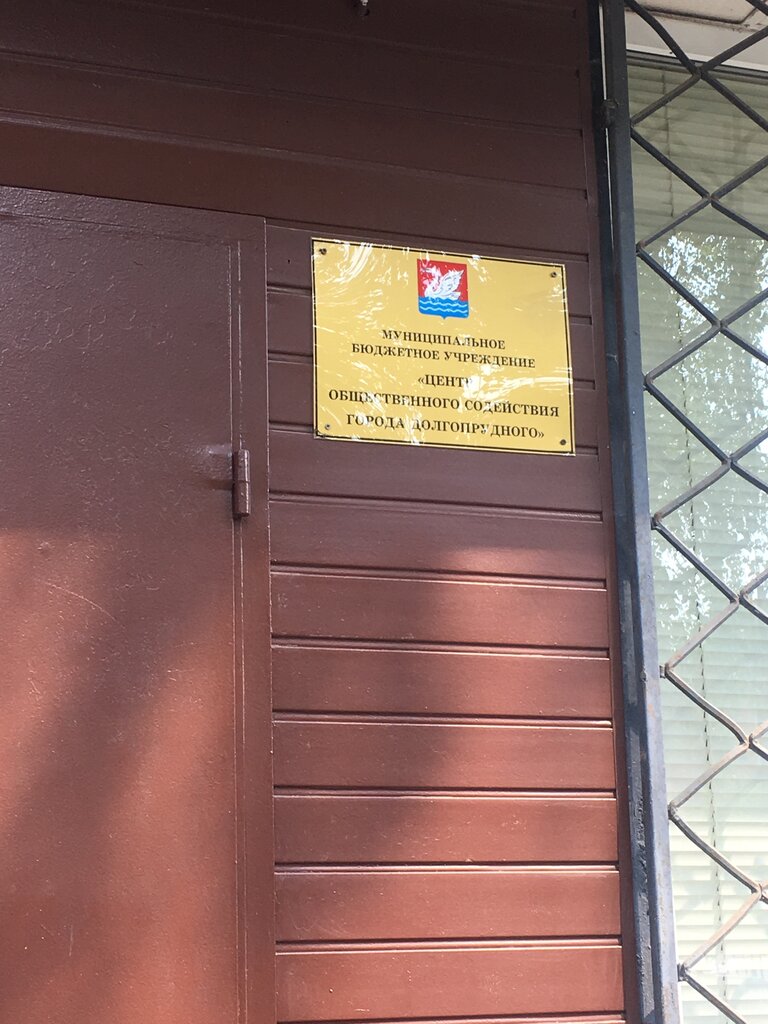 МУНИЦИПАЛЬНОЕ
БЮДЖЕТНОЕ УЧРЕЖДЕНИЕ
«ЦЕНТР
ОБЩЕСТВЕННОГО СОДЕЙСТВИЯ
ГОРОДА ДОЛГОПРУДНОГО»